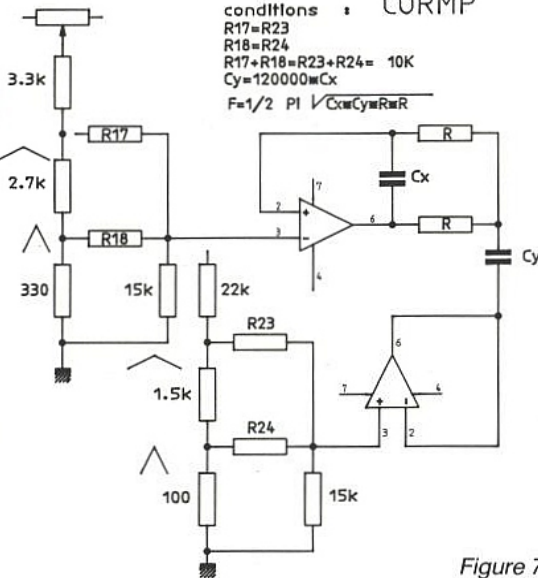 conditions : CORMP
R17=R23
R18=R24
R17+R18=R23+R24= 10K
Cy=120000*Cx
F=1/2 PI √Cx*Cy*R*R
3.3k
R17
2.7k
R18
330
15k
22k
R23
1.5k
R24
100
15k
2
+
3
-
7
6
4
R
Cx
R
Cy
6
7
4
+
-
3
2
Figure 7